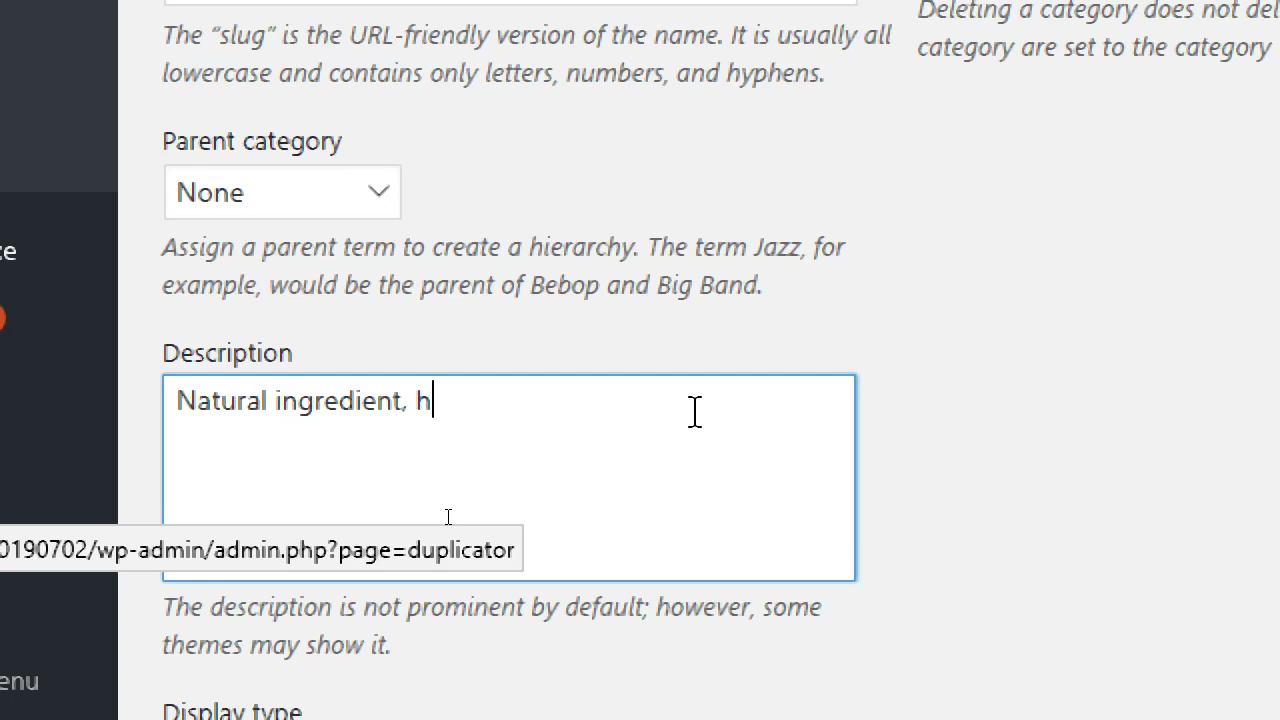 The “slug” is the URL-friendly version of the name. It is usually all
lowercase and contains only letters, numbers, and hyphens.
Deleting a category does not del
category are set to the category
Parent category
None
Assign a parent term to create a hierarchy. The term Jazz, for
example, would be the parent of Bebop and Big Band.
ce
Description
Natural ingredient, h
0190702/wp-admin/admin.php?page=duplicator
The description is not prominent by default; however, some
themes may show it.
enu
Display type